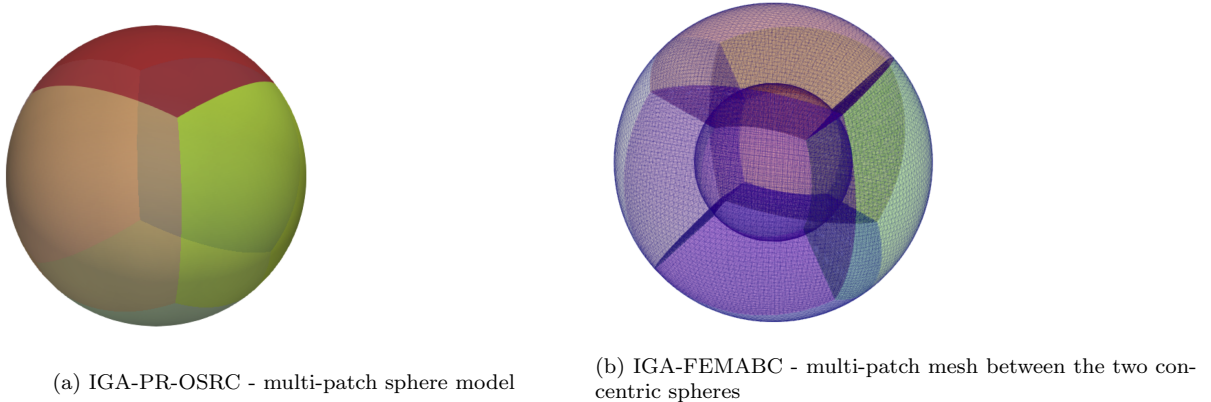 (a) IGA-PR-OSRC - multi-patch sphere model
(b) IGA-FEMABC - multi-patch mesh between the two con-
centric spheres